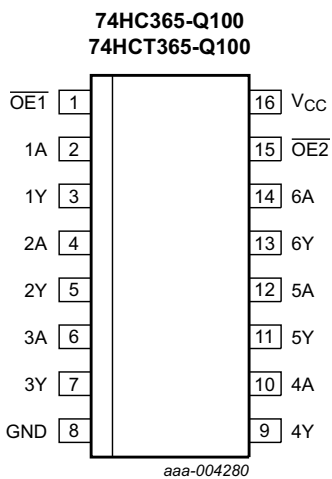 74HC365-Q100
74HCT365-Q100
OE1 1 16 VCC
1A 2 15 OE2
1Y 3 14 6A
2A 4 13 6Y
2Y 5 12 5A
3A 6 11 5Y
3Y 7 10 4A
GND 8 9 4Y
aaa-004280